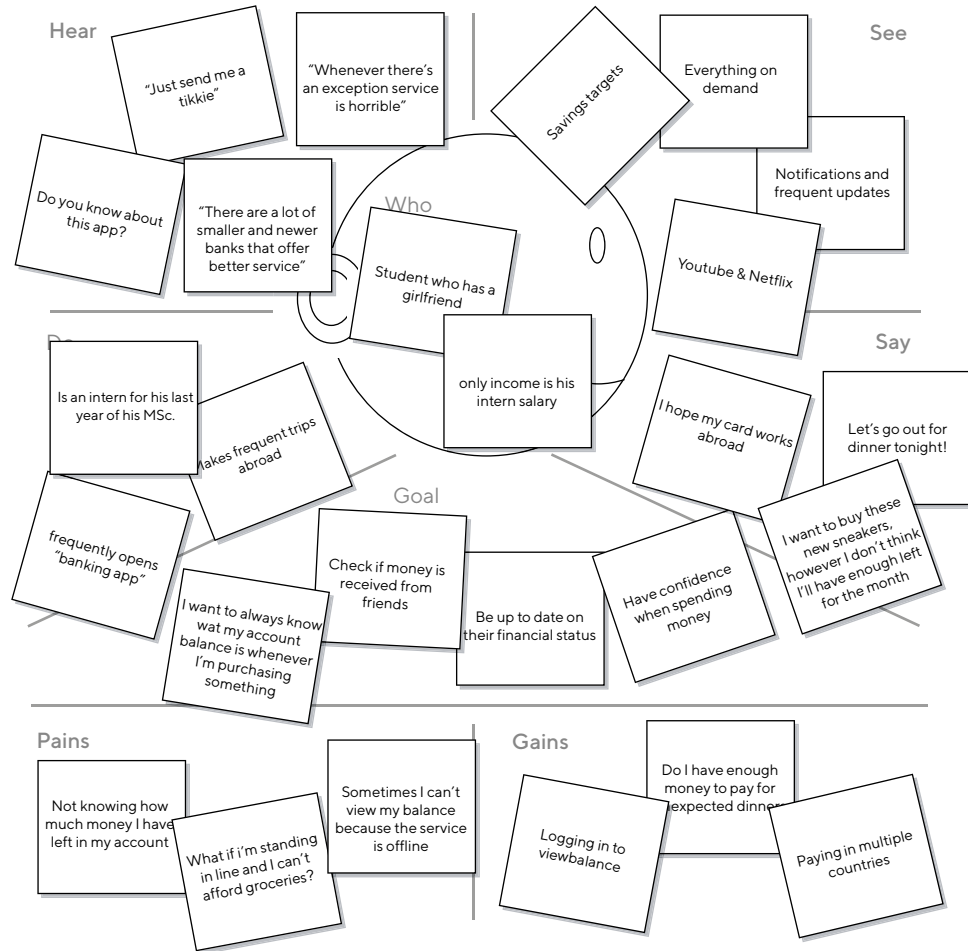 Hear
“Just send me a
tikkie”
“Whenever there’s
an exception service
is horrible”
Do you know about
this app?
“There are a lot of
smaller and newer
banks that offer
better service”
See
Savings targets
Everything on
demand
Notifications and
frequent updates
Youtube & Netflix
Who
Student who has a
girlfriend
only income is his
intern salary
Is an intern for his last
year of his MSc.
Makes frequent trips
abroad
frequently opens
“banking app”
Say
I hope my card works
abroad
Let’s go out for
dinner tonight!
I want to buy these
new sneakers,
however I don’t think
I’ll have enough left
for the month
Goal
Check if money is
received from
friends
I want to always know
wat my account
balance is whenever
I’m purchasing
something
Be up to date on
their financial status
Have confidence
when spending
money
Pains
Not knowing how
much money I have
left in my account
What if i’m standing
in line and I can’t
afford groceries?
Sometimes I can’t
view my balance
because the service
is offline
Gains
Logging in to
viewbalance
Do I have enough
money to pay for
Paying in multiple
countries